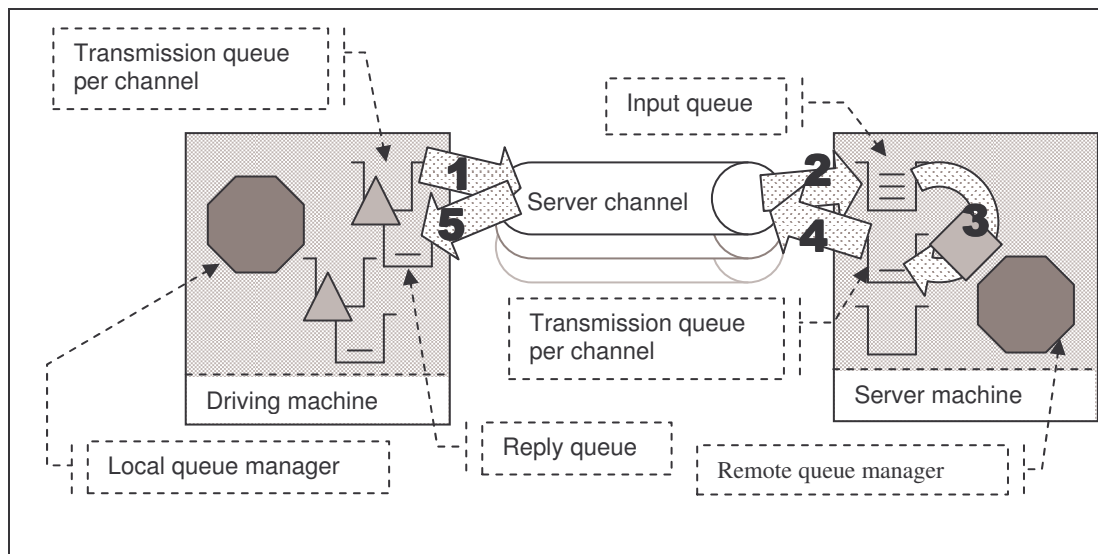 Transmission queue
per channel
Input queue
1
2
Server channel
5
4
3
Transmission queue
per channel
Driving machine
Server machine
Reply queue
Local queue manager
Remote queue manager